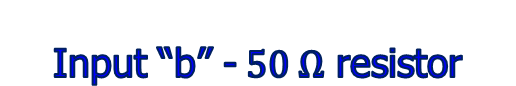 Input “b” - 50 Ω resistor